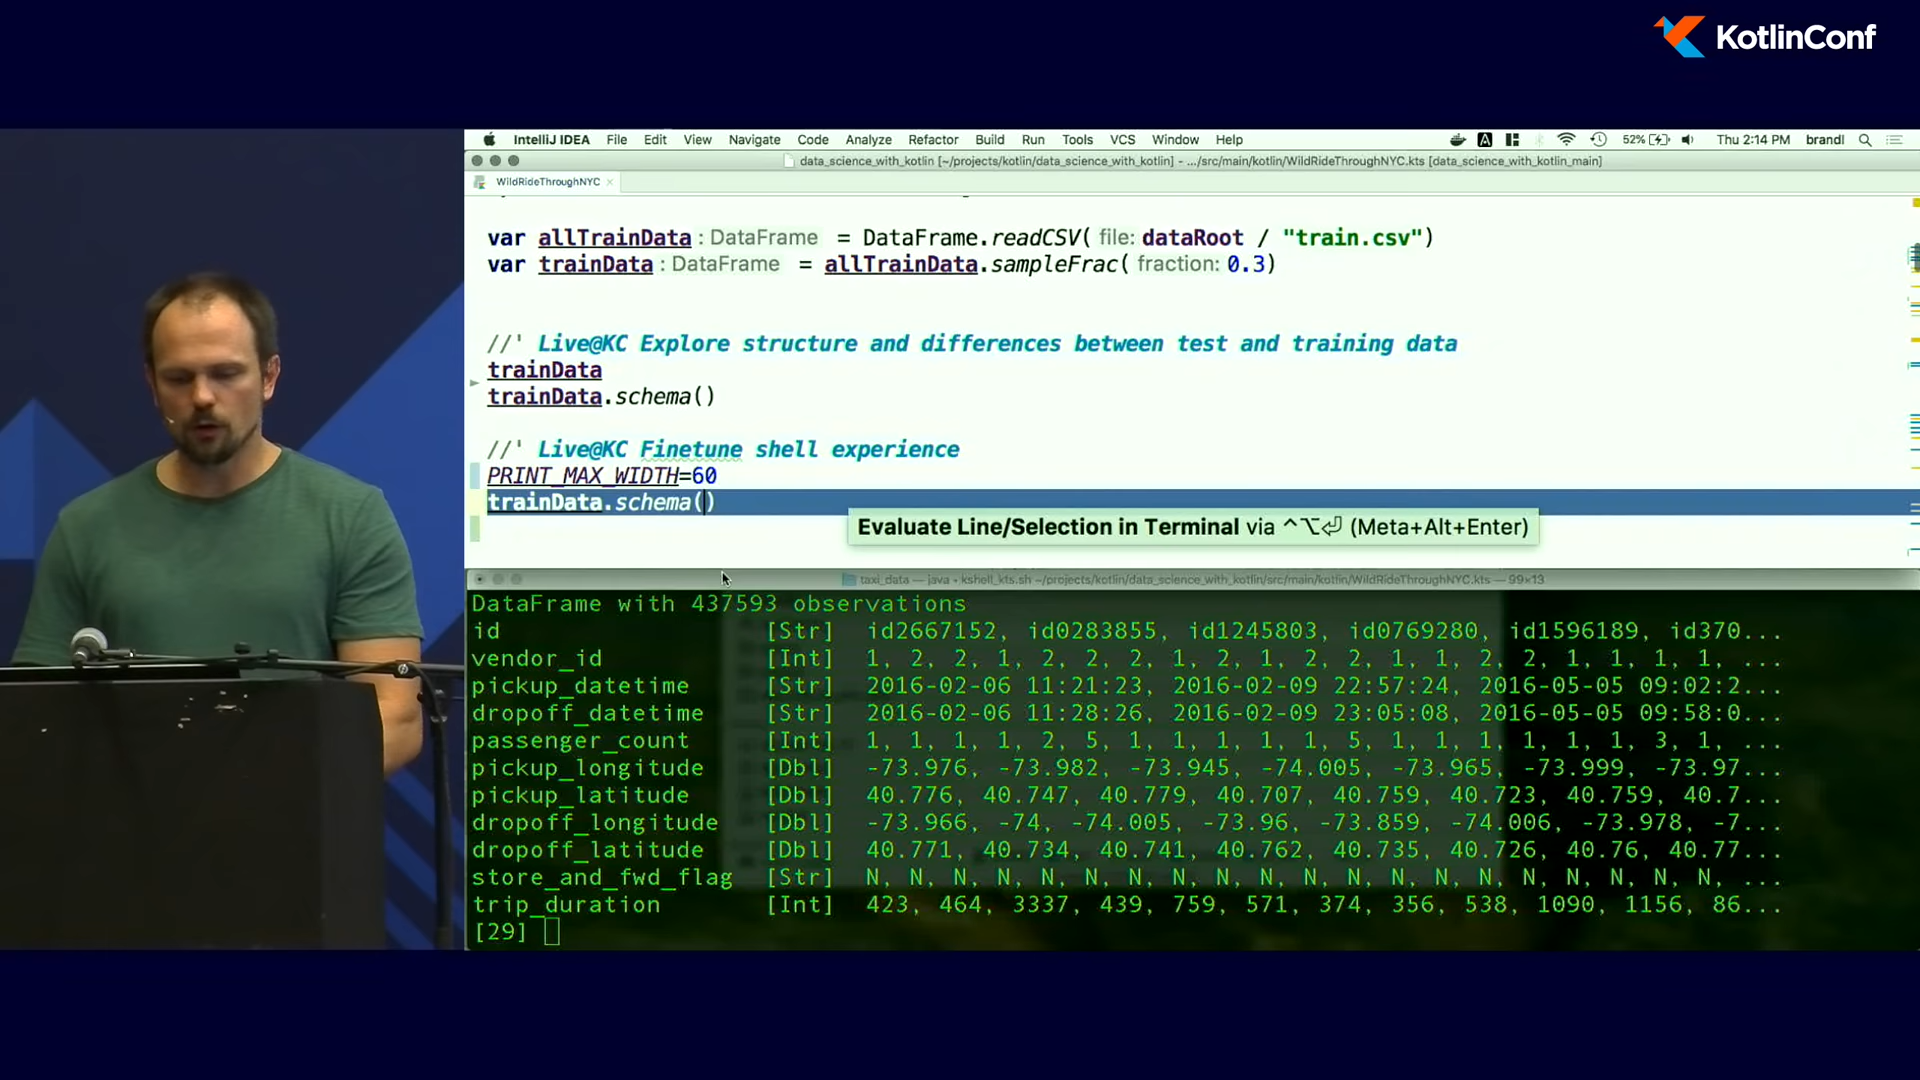 KotlinConf
IntelliJ IDEA File Edit View Navigate Code Analyze Refactor Build Run Tools VCS Window Help 52% Thu 2:14 PM brandl
data_science_with_kotlin [~/projects/kotlin/data_science_with_kotlin] - .../src/main/kotlin/WildRideThroughNYC.kts [data_science_with_kotlin_main]
WildRideThroughNYC
var allTrainData : DataFrame = DataFrame.readCSV( file: dataRoot / "train.csv")
var trainData : DataFrame = allTrainData.sampleFrac( fraction: 0.3)
//' Live@KC Explore structure and differences between test and training data
trainData
trainData.schema()
//' Live@KC Finetune shell experience
PRINT_MAX_WIDTH=60
trainData.schema()
Evaluate Line/Selection in Terminal via ^⌥⏎ (Meta+Alt+Enter)
taxi_data — java ◂ kshell_kts.sh ~/projects/kotlin/data_science_with_kotlin/src/main/kotlin/WildRideThroughNYC.kts — 99×13
DataFrame with 437593 observations
id [Str] id2667152, id0283855, id1245803, id0769280, id1596189, id370...
vendor_id [Int] 1, 2, 2, 1, 2, 2, 2, 1, 2, 1, 2, 2, 1, 1, 2, 2, 1, 1, 1, 1, ...
pickup_datetime [Str] 2016-02-06 11:21:23, 2016-02-09 22:57:24, 2016-05-05 09:02:2...
dropoff_datetime [Str] 2016-02-06 11:28:26, 2016-02-09 23:05:08, 2016-05-05 09:58:0...
passenger_count [Int] 1, 1, 1, 1, 2, 5, 1, 1, 1, 1, 1, 5, 1, 1, 1, 1, 1, 1, 3, 1, ...
pickup_longitude [Dbl] -73.976, -73.982, -73.945, -74.005, -73.965, -73.999, -73.97...
pickup_latitude [Dbl] 40.776, 40.747, 40.779, 40.707, 40.759, 40.723, 40.759, 40.7...
dropoff_longitude [Dbl] -73.966, -74, -74.005, -73.96, -73.859, -74.006, -73.978, -7...
dropoff_latitude [Dbl] 40.771, 40.734, 40.741, 40.762, 40.735, 40.726, 40.76, 40.77...
store_and_fwd_flag [Str] N, N, N, N, N, N, N, N, N, N, N, N, N, N, N, N, N, N, N, N, ...
trip_duration [Int] 423, 464, 3337, 439, 759, 571, 374, 356, 538, 1090, 1156, 86...
[29]